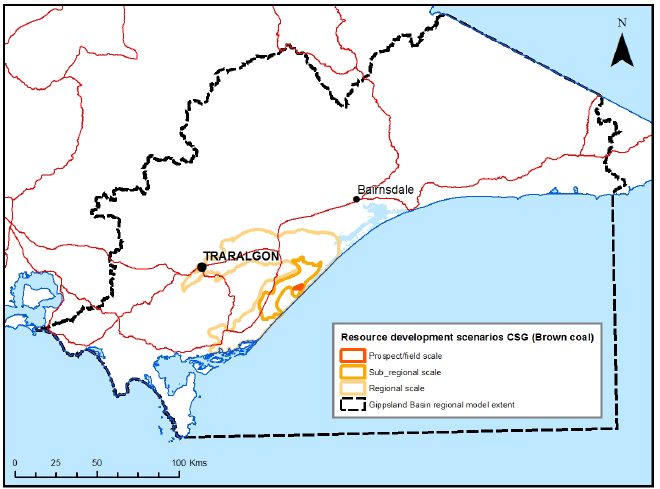 N
Bairnsdale
TRARALGON
Resource development scenarios CSG (Brown coal)
Prospect/field scale
Sub_regional scale
Regional scale
Gippsland Basin regional model extent
0 25 50 100 Kms